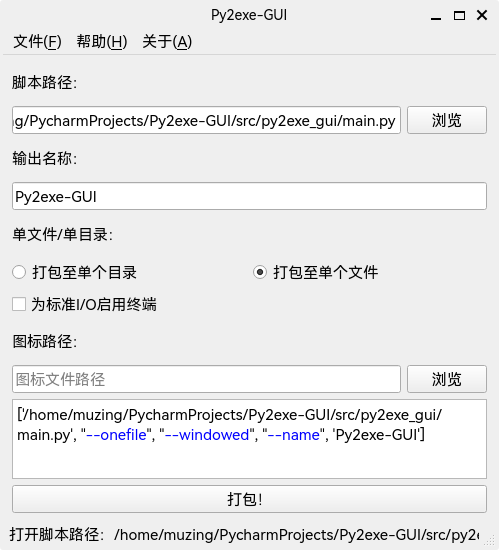 Py2exe-GUI
文件(F) 帮助(H) 关于(A)
脚本路径：
g/PycharmProjects/Py2exe-GUI/src/py2exe_gui/main.py 浏览
输出名称：
Py2exe-GUI
单文件/单目录：
打包至单个目录 打包至单个文件
为标准I/O启用终端
图标路径：
图标文件路径 浏览
['/home/muzing/PycharmProjects/Py2exe-GUI/src/py2exe_gui/
main.py', "--onefile", "--windowed", "--name", 'Py2exe-GUI']
打包！
打开脚本路径：/home/muzing/PycharmProjects/Py2exe-GUI/src/py2e